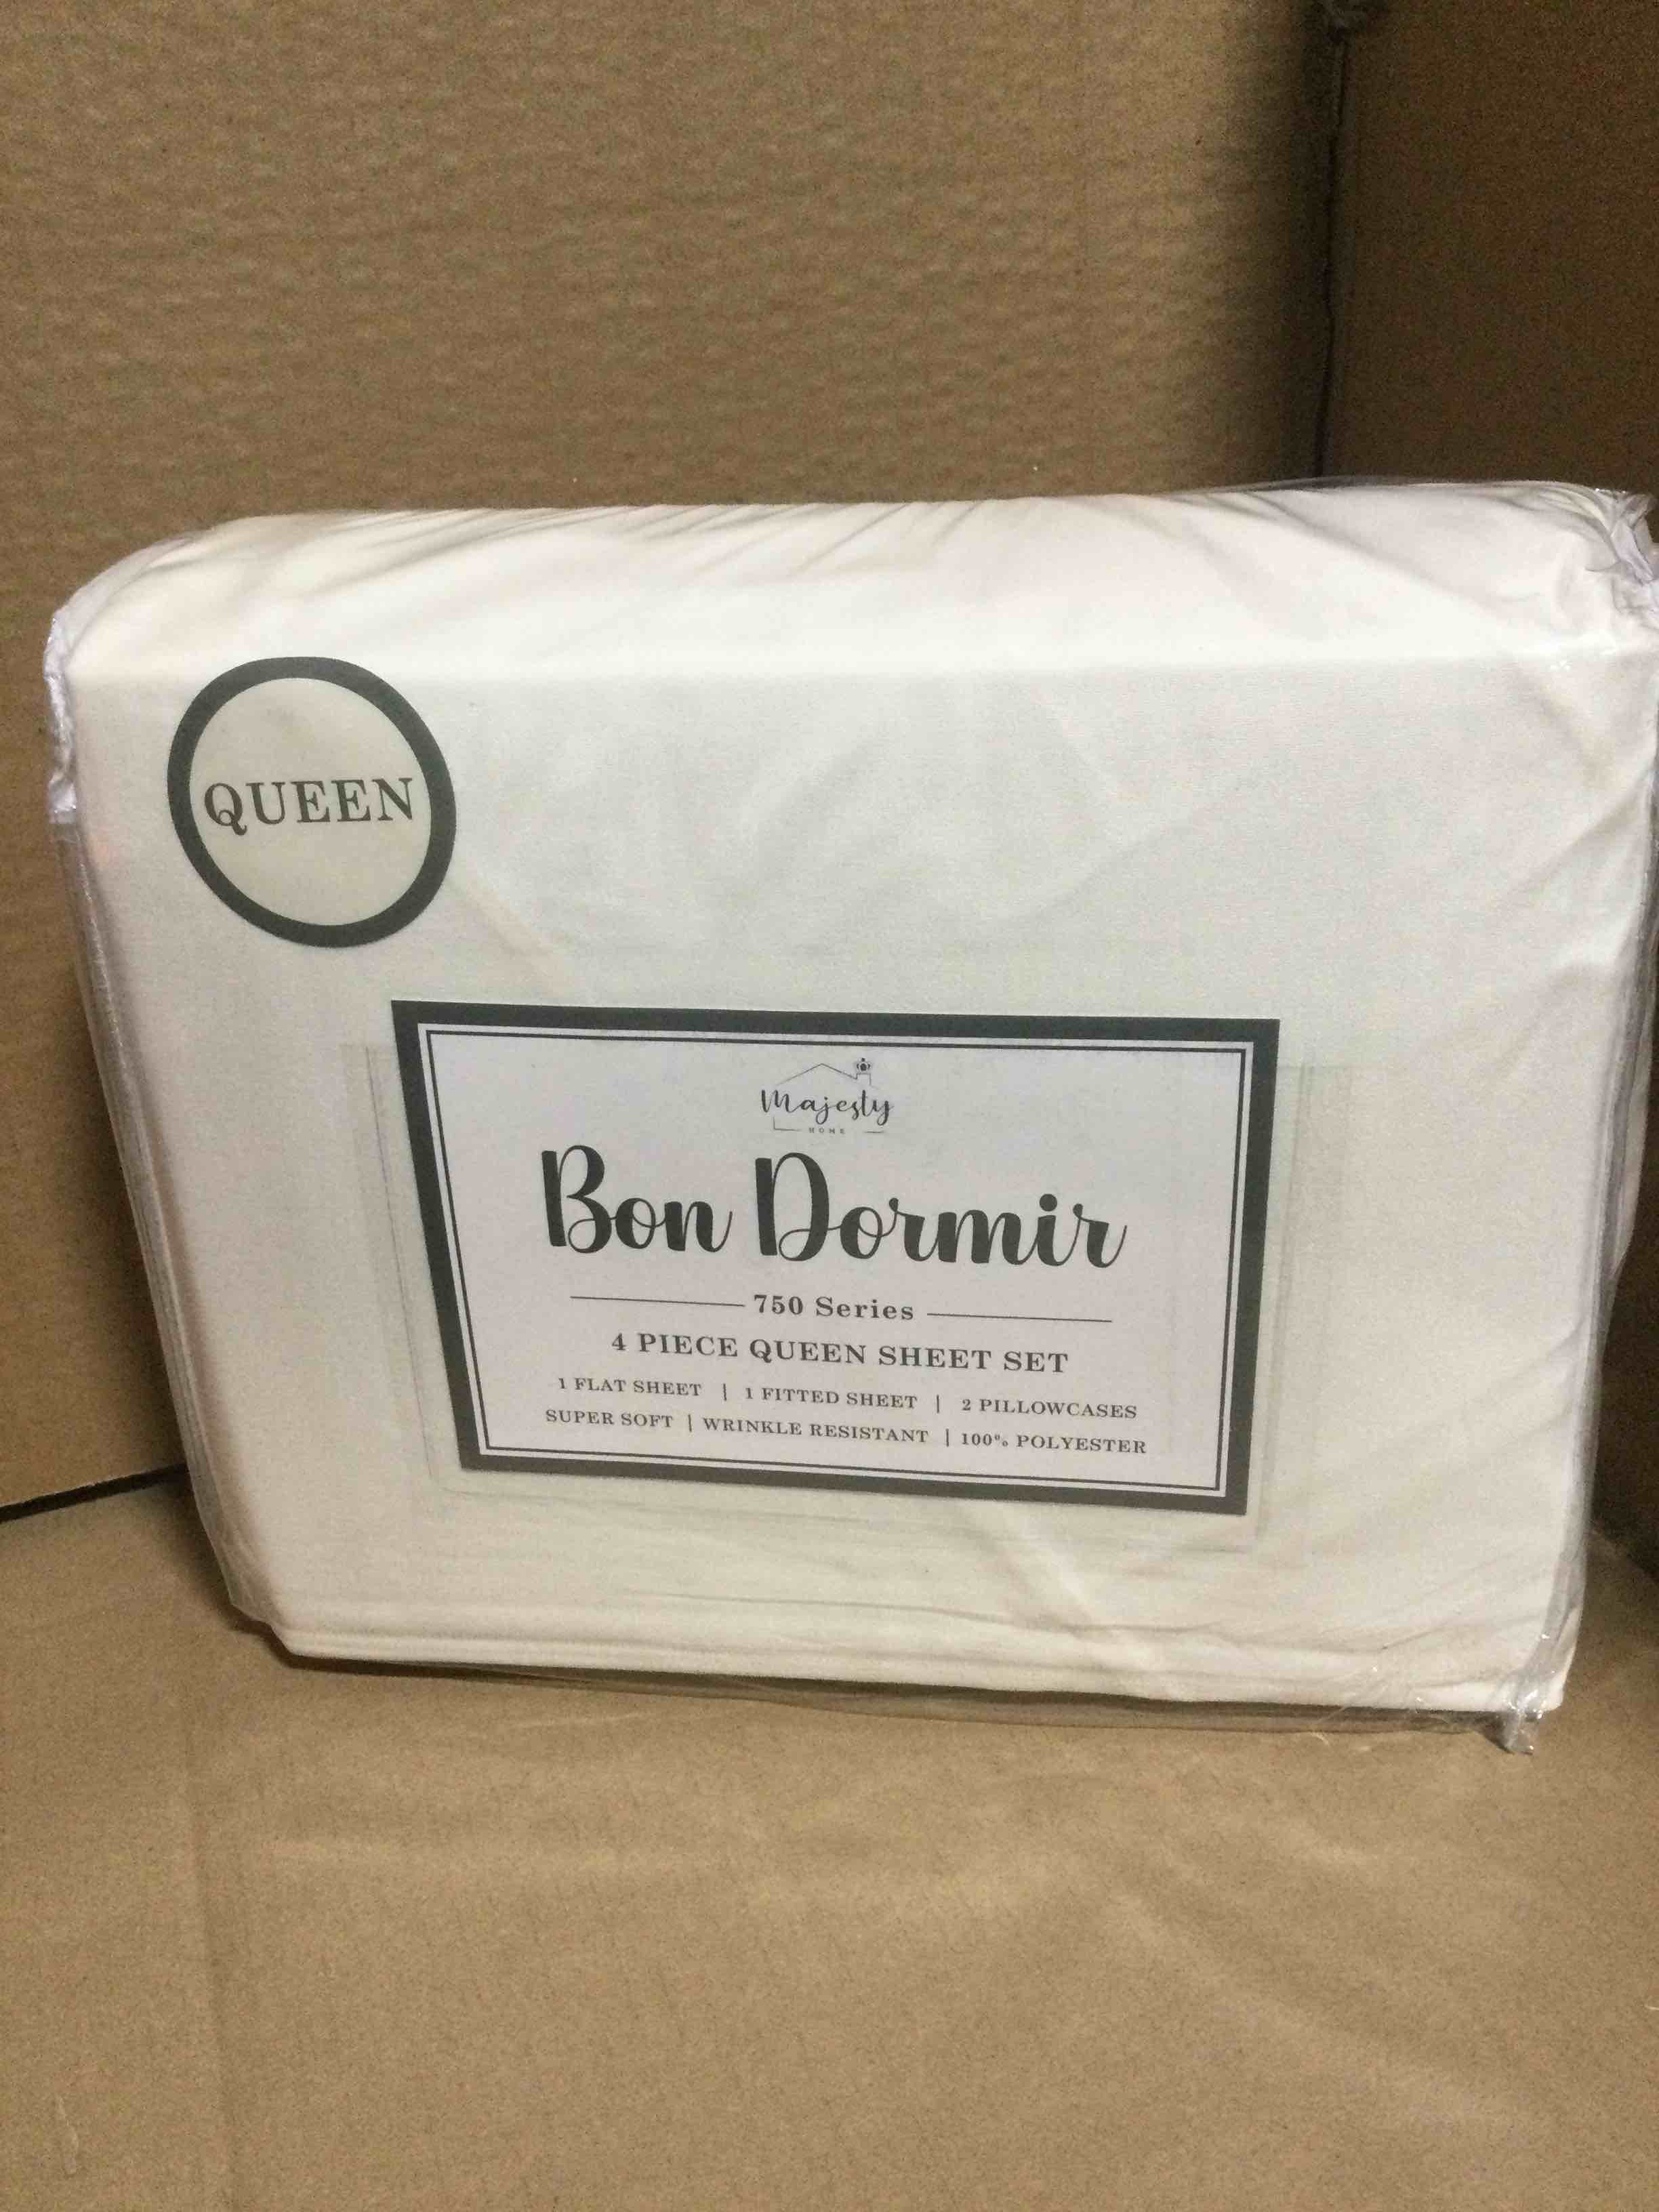 QUEEN
Majesty
HOME
Bon Dormir
750 Series
4 PIECE QUEEN SHEET SET
1 FLAT SHEET | 1 FITTED SHEET | 2 PILLOWCASES
SUPER SOFT | WRINKLE RESISTANT | 100% POLYESTER